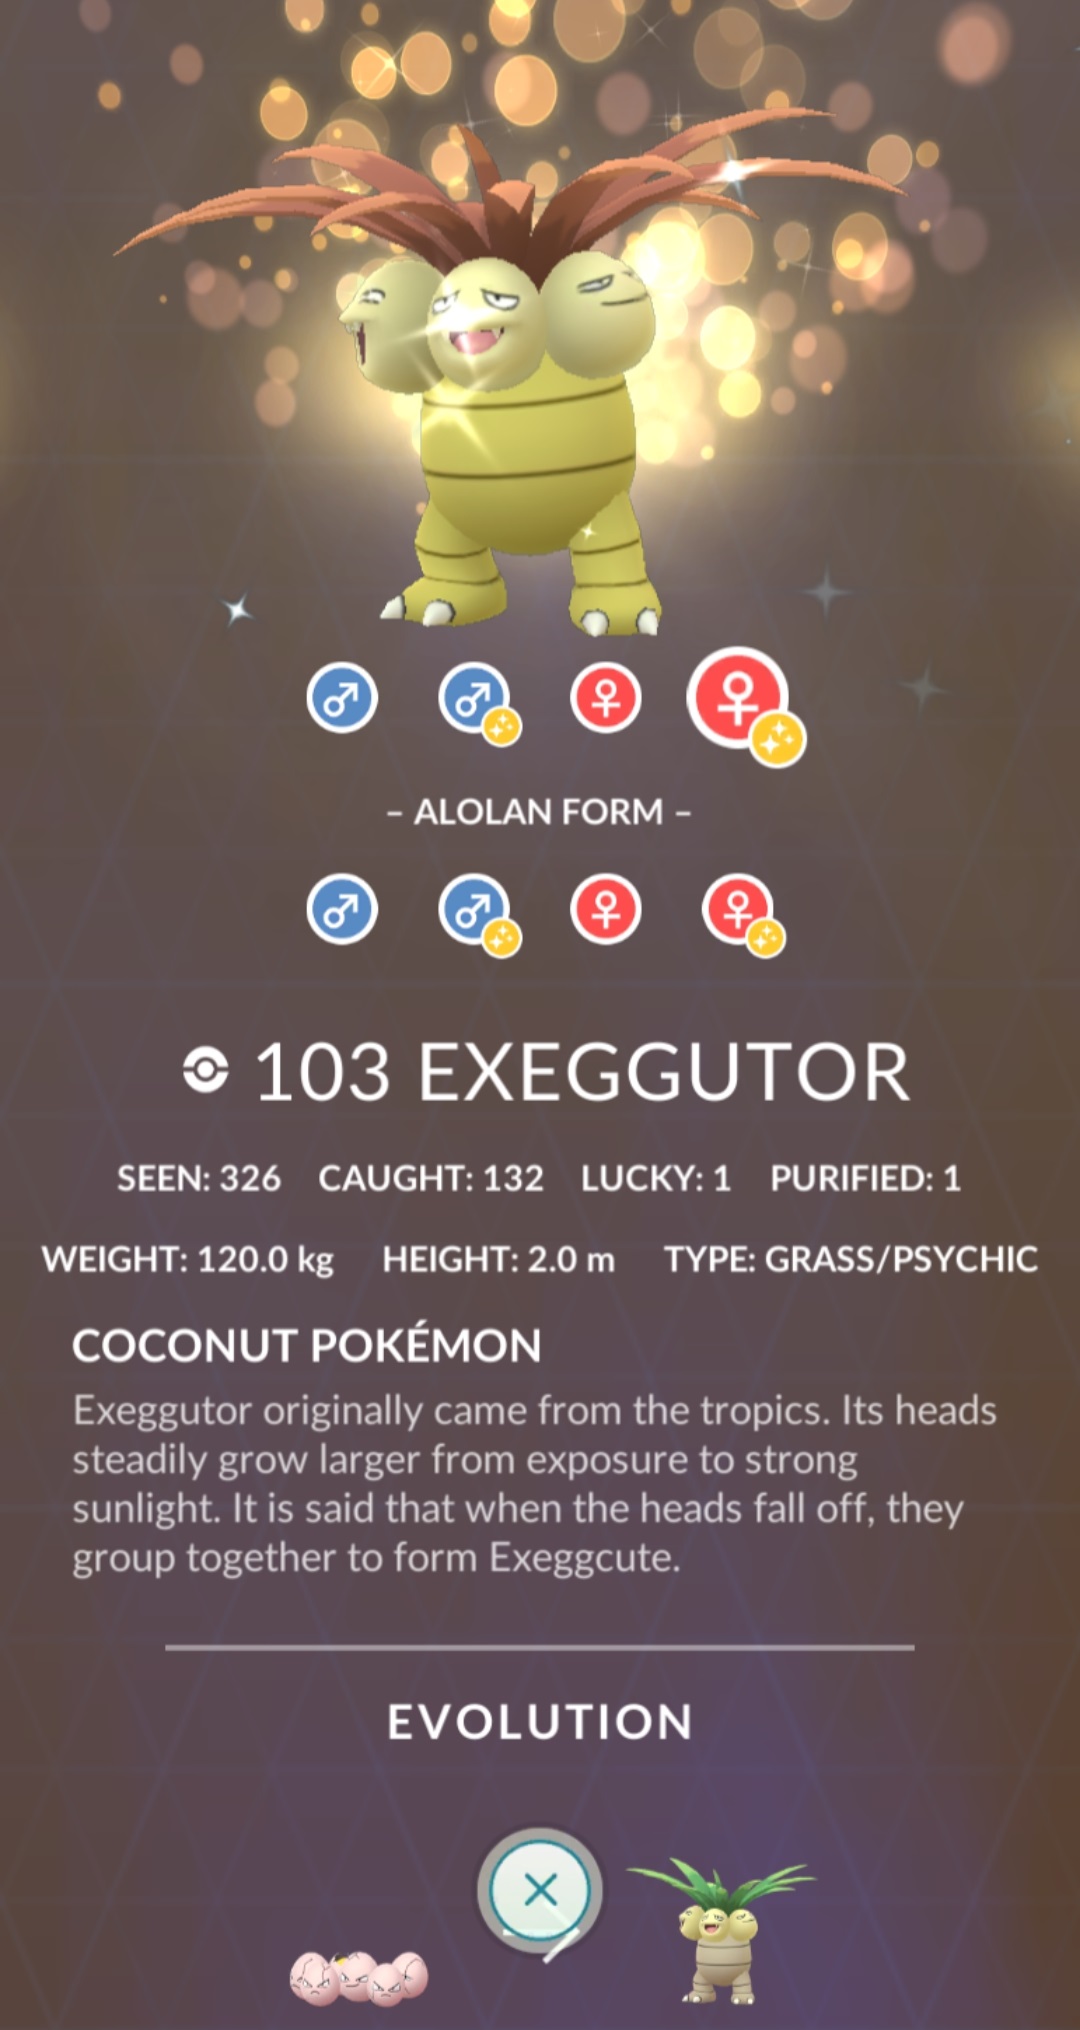 – ALOLAN FORM –
103 EXEGGUTOR
SEEN: 326 CAUGHT: 132 LUCKY: 1 PURIFIED: 1
WEIGHT: 120.0 kg HEIGHT: 2.0 m TYPE: GRASS/PSYCHIC
COCONUT POKÉMON
Exeggutor originally came from the tropics. Its heads
steadily grow larger from exposure to strong
sunlight. It is said that when the heads fall off, they
group together to form Exeggcute.
EVOLUTION